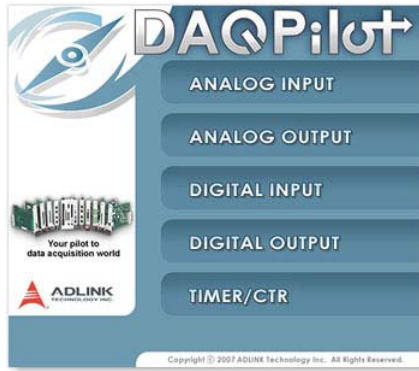 DAQPilot
ANALOG INPUT
ANALOG OUTPUT
DIGITAL INPUT
DIGITAL OUTPUT
TIMER/CTR
Your pilot to
data acquisition world
ADLINK
TECHNOLOGY INC.
Copyright © 2007 ADLINK Technology Inc. All Rights Reserved.